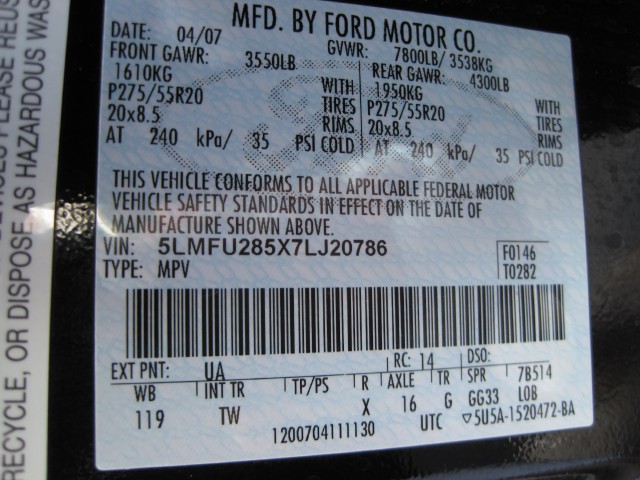 MFD. BY FORD MOTOR CO.
DATE: 04/07 GVWR: 7800LB/ 3538KG
FRONT GAWR: 3550LB REAR GAWR: 4300LB
1610KG WITH 1950KG WITH
P275/55R20 TIRES P275/55R20 TIRES
20x8.5 RIMS 20x8.5 RIMS
AT 240 kPa/ 35 PSI COLD AT 240 kPa/ 35 PSI COLD
THIS VEHICLE CONFORMS TO ALL APPLICABLE FEDERAL MOTOR
VEHICLE SAFETY STANDARDS IN EFFECT ON THE DATE OF
MANUFACTURE SHOWN ABOVE.
VIN: 5LMFU285X7LJ20786 F0146
TYPE: MPV T0282
EXT PNT: UA RC: 14 DSO:
WB INT TR TP/PS R AXLE TR SPR 7B514
119 TW X 16 G GG33 LOB
1200704111130 UTC ▽5U5A-1520472-BA
RECYCLE, OR DISPOSE AS HAZARDOUS WAS
PLEASE REUS